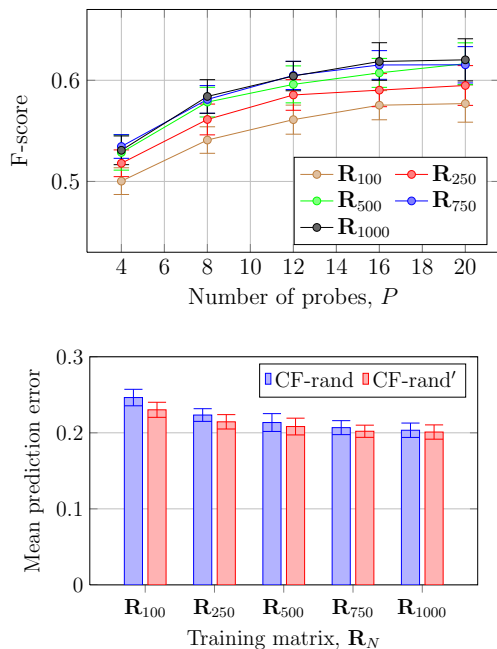 0.6
0.5
F-score
R100 R250
R500 R750
R1000
4 6 8 10 12 14 16 18 20
Number of probes, P
0.3
0.2
0.1
0
Mean prediction error
CF-rand CF-rand′
R100 R250 R500 R750 R1000
Training matrix, RN